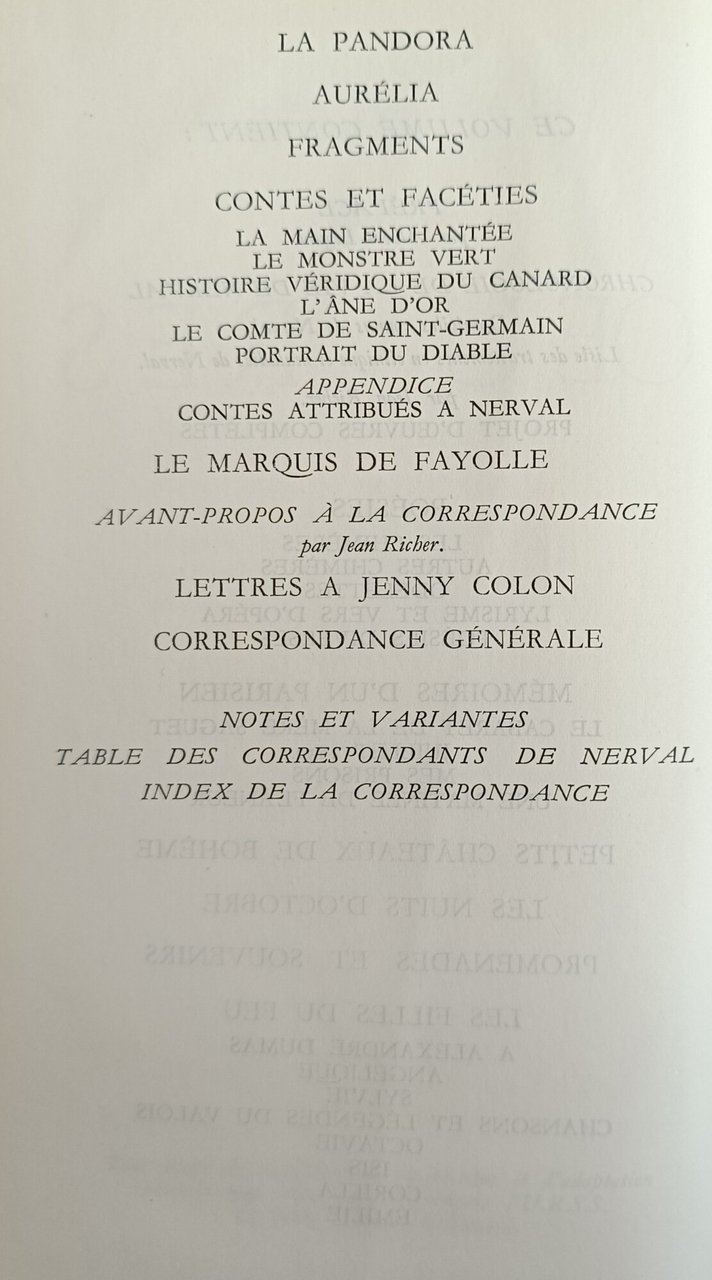 LA PANDORA
AURÉLIA
FRAGMENTS
CONTES ET FACÉTIES
LA MAIN ENCHANTÉE
LE MONSTRE VERT
HISTOIRE VÉRIDIQUE DU CANARD
L'ÂNE D'OR
LE COMTE DE SAINT-GERMAIN
PORTRAIT DU DIABLE
APPENDICE
CONTES ATTRIBUÉS A NERVAL
LE MARQUIS DE FAYOLLE
AVANT-PROPOS À LA CORRESPONDANCE
par Jean Richer.
LETTRES A JENNY COLON
CORRESPONDANCE GÉNÉRALE
NOTES ET VARIANTES
TABLE DES CORRESPONDANTS DE NERVAL
INDEX DE LA CORRESPONDANCE